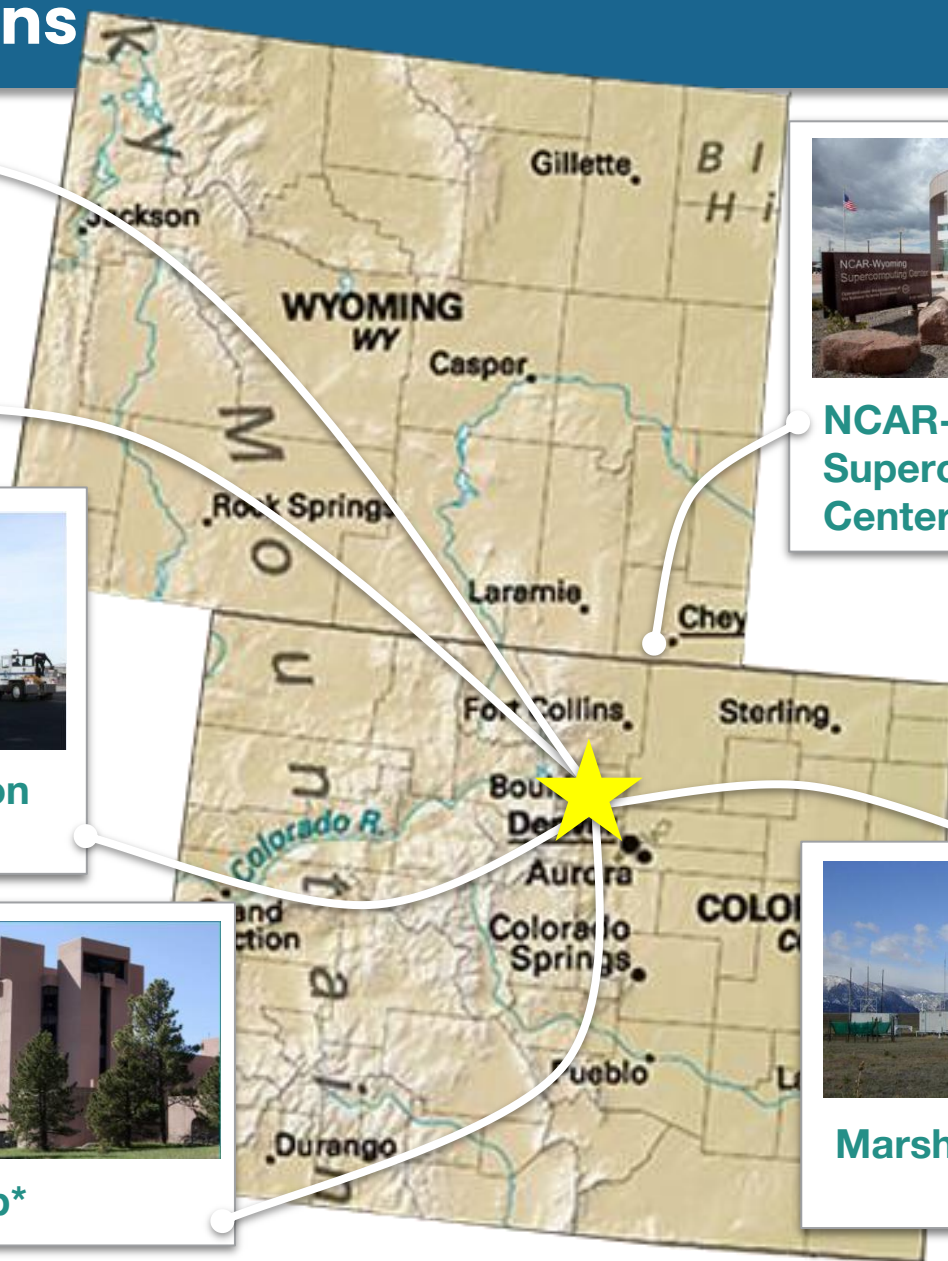 ns
K
y
Gillette
B l
H i
Jackson
NCAR-Wyoming
Supercomputing Center
WYOMING
WY
Casper
M
NCAR-
Superc
Center
Rock Springs
o
Laramie
Chey
u
Fort Collins
Sterling
n
on
Boul
Den
Colorado R.
t
Aurora
and
ction
COLO
C
Colorado
Springs
a
i
Pueblo
L
Durango
Marsh
n
b*